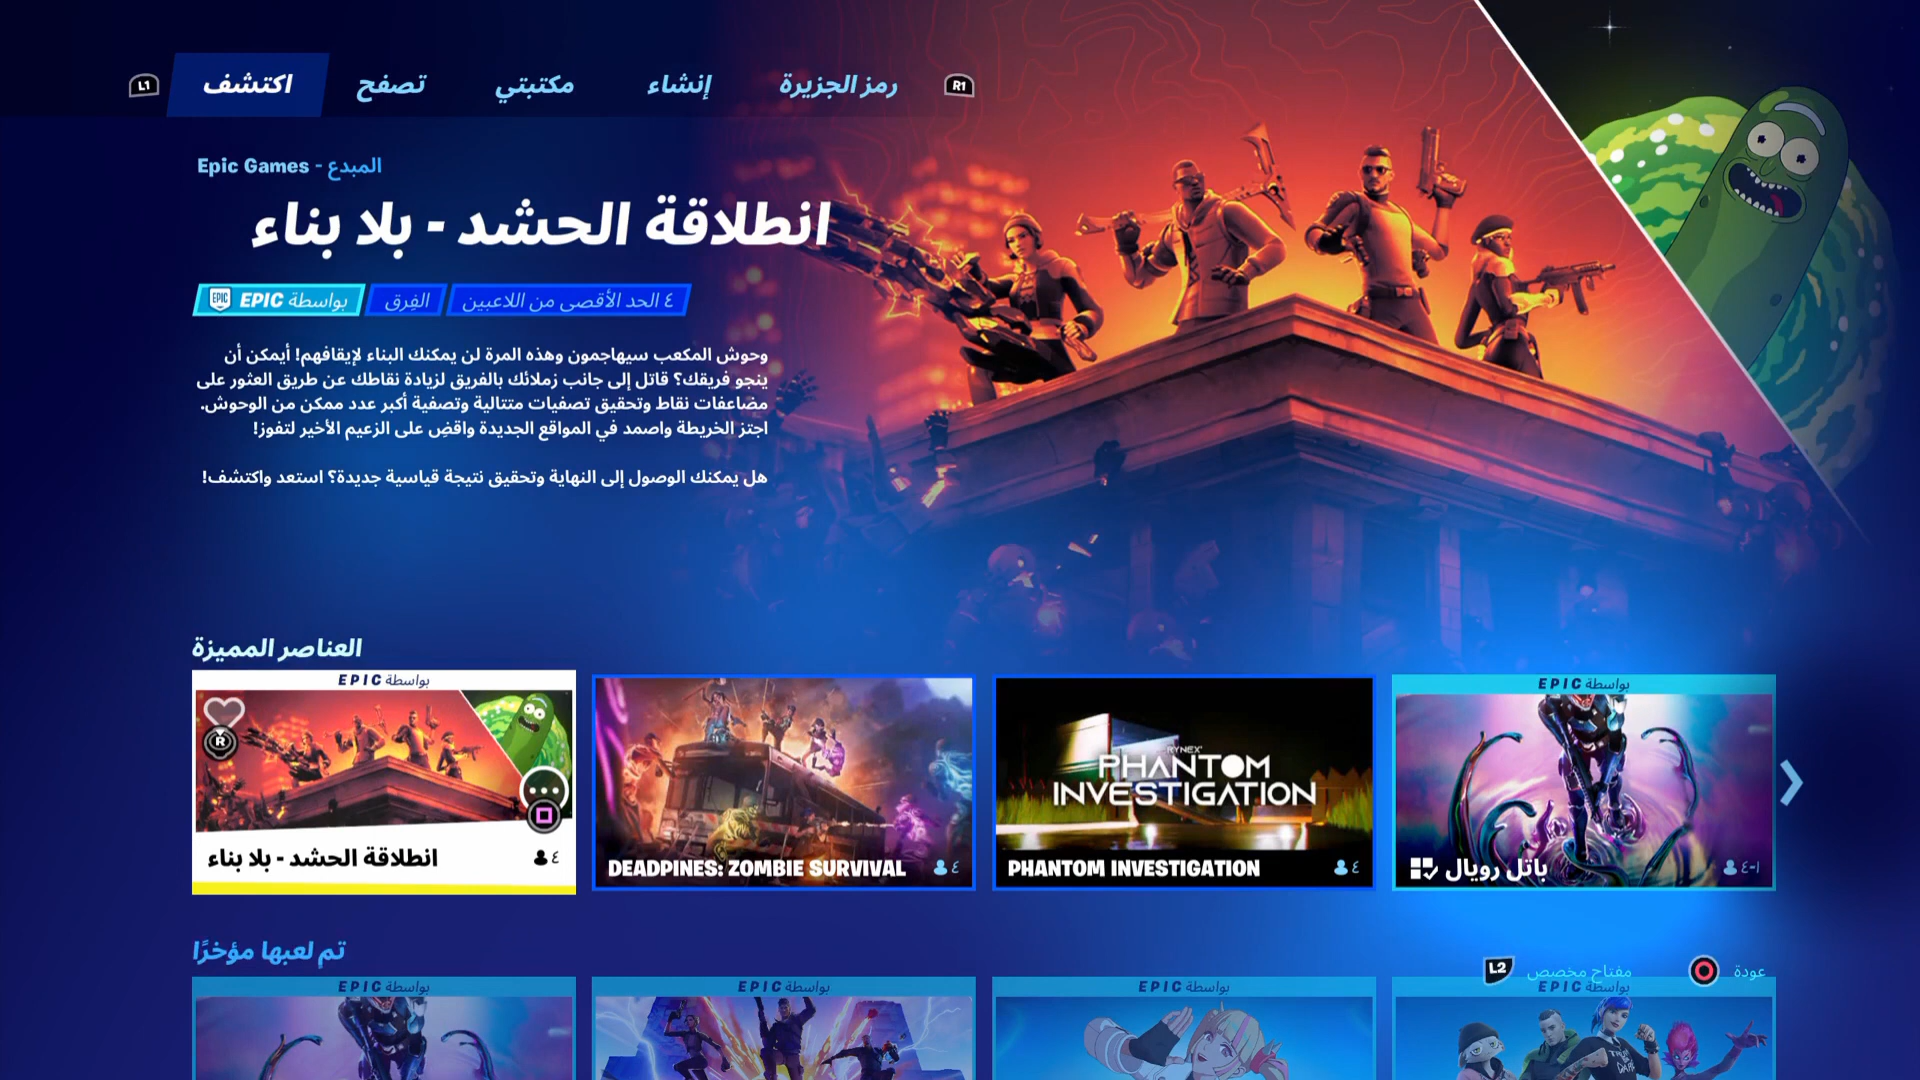 L1
اكتشف
تصفح
مكتبتي
إنشاء
رمز الجزيرة
R1
Epic Games - المبدع
انطلاقة الحشد - بلا بناء
بواسطة EPIC
الفِرق
٤ الحد الأقصى من اللاعبين
وحوش المكعب سيهاجمون وهذه المرة لن يمكنك البناء لإيقافهم! أيمكن أن
ينجو فريقك؟ قاتل إلى جانب زملائك بالفريق لزيادة نقاطك عن طريق العثور على
مضاعفات نقاط وتحقيق تصفيات متتالية وتصفية أكبر عدد ممكن من الوحوش.
اجتز الخريطة واصمد في المواقع الجديدة واقضِ على الزعيم الأخير لتفوز!
هل يمكنك الوصول إلى النهاية وتحقيق نتيجة قياسية جديدة؟ استعد واكتشف!
العناصر المميزة
بواسطة EPIC
R
انطلاقة الحشد - بلا بناء
٤
DEADPINES: ZOMBIE SURVIVAL
٤
PHANTOM
INVESTIGATION
PHANTOM INVESTIGATION
٤
بواسطة EPIC
باتل رويال
١-٤
تم لعبها مؤخرًا
L2
مفتاح مخصص
عودة
بواسطة EPIC
بواسطة EPIC
بواسطة EPIC
بواسطة EPIC